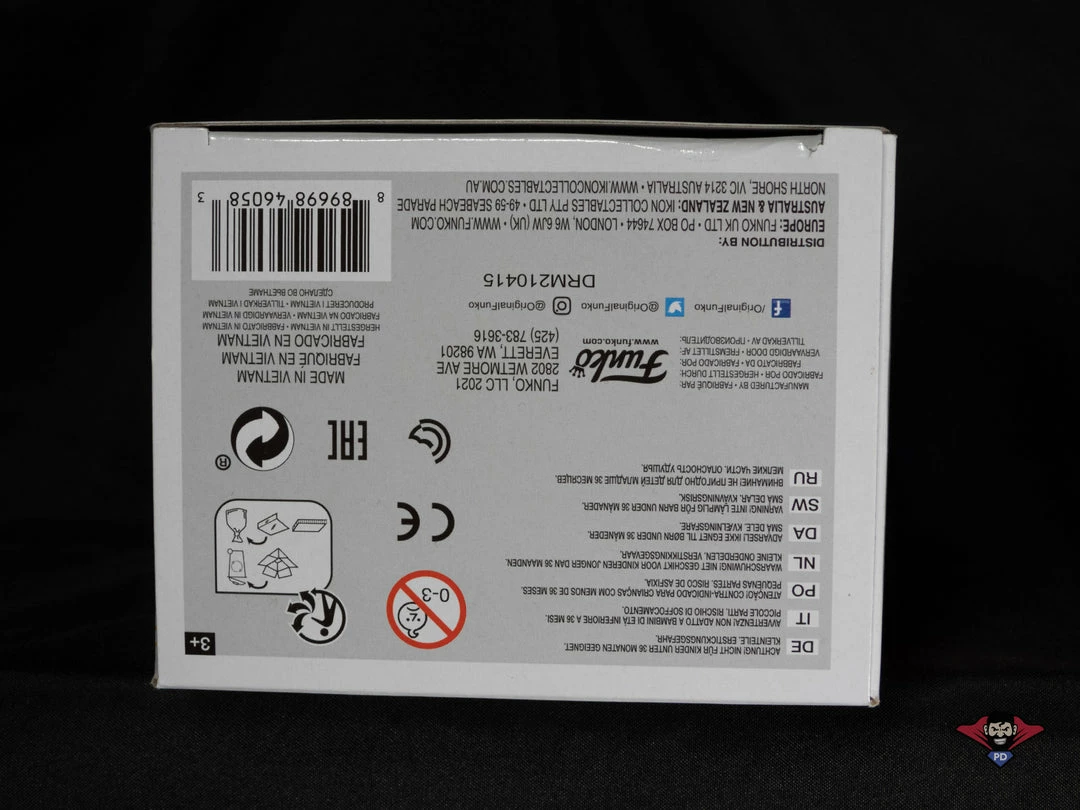 3+
0-3
DE
ACHTUNG! NICHT FÜR KINDER UNTER 36 MONATEN GEEIGNET.
KLEINTEILE. ERSTICKUNGSGEFAHR.
IT
AVVERTENZA! NON ADATTO A BAMBINI DI ETÀ INFERIORE A 36 MESI.
PICCOLE PARTI. RISCHIO DI SOFFOCAMENTO.
PO
ATENÇÃO! CONTRA-INDICADO PARA CRIANÇAS COM MENOS DE 36 MESES.
PEQUENAS PARTES. RISCO DE ASFIXIA.
NL
WAARSCHUWING! NIET GESCHIKT VOOR KINDEREN JONGER DAN 36 MAANDEN.
KLEINE ONDERDELEN. VERSTIKKINGSGEVAAR.
DA
ADVARSEL! IKKE EGNET TIL BØRN UNDER 36 MÅNEDER.
SMÅ DELE. KVÆLNINGSFARE.
SW
VARNING! INTE LÄMPLIG FÖR BARN UNDER 36 MÅNADER.
SMÅ DELAR. KVÄVNINGSRISK.
RU
ВНИМАНИЕ! НЕ ПРИГОДНО ДЛЯ ДЕТЕЙ МЛАДШЕ 36 МЕСЯЦЕВ.
МЕЛКИЕ ЧАСТИ. ОПАСНОСТЬ УДУШЬЯ.
CE
EAC
®
MANUFACTURED BY • FABRIQUÉ PAR:
FABRICADO POR • HERGESTELLT DURCH:
FABBRICATO DA • FABRICADO POR:
VERVAARDIGD DOOR • FREMSTILLET AF:
TILLVERKAD AV • ПРОИЗВОДИТЕЛЬ:
Funko
www.funko.com
FUNKO, LLC 2021
2802 WETMORE AVE
EVERETT, WA 98201
(425) 783-3616
MADE IN VIETNAM
FABRIQUÉ EN VIETNAM
FABRICADO EN VIETNAM
HERGESTELLT IN VIETNAM • FABBRICATO IN VIETNAM
FABRICADO NA VIETNAM • VERVAARDIGD IN VIETNAM
PRODUCERET I VIETNAM • TILLVERKAD I VIETNAM
СДЕЛАНО ВО ВЬЕТНАМЕ
/OriginalFunko
@OriginalFunko
@OriginalFunko
DRM210415
DISTRIBUTION BY:
EUROPE: FUNKO UK LTD • PO BOX 74644 • LONDON, W6 6JW (UK) • WWW.FUNKO.COM
AUSTRALIA & NEW ZEALAND: IKON COLLECTABLES PTY LTD • 49-59 SEABEACH PARADE
NORTH SHORE, VIC 3214 AUSTRALIA • WWW.IKONCOLLECTABLES.COM.AU
8 89698 46058 3
PD